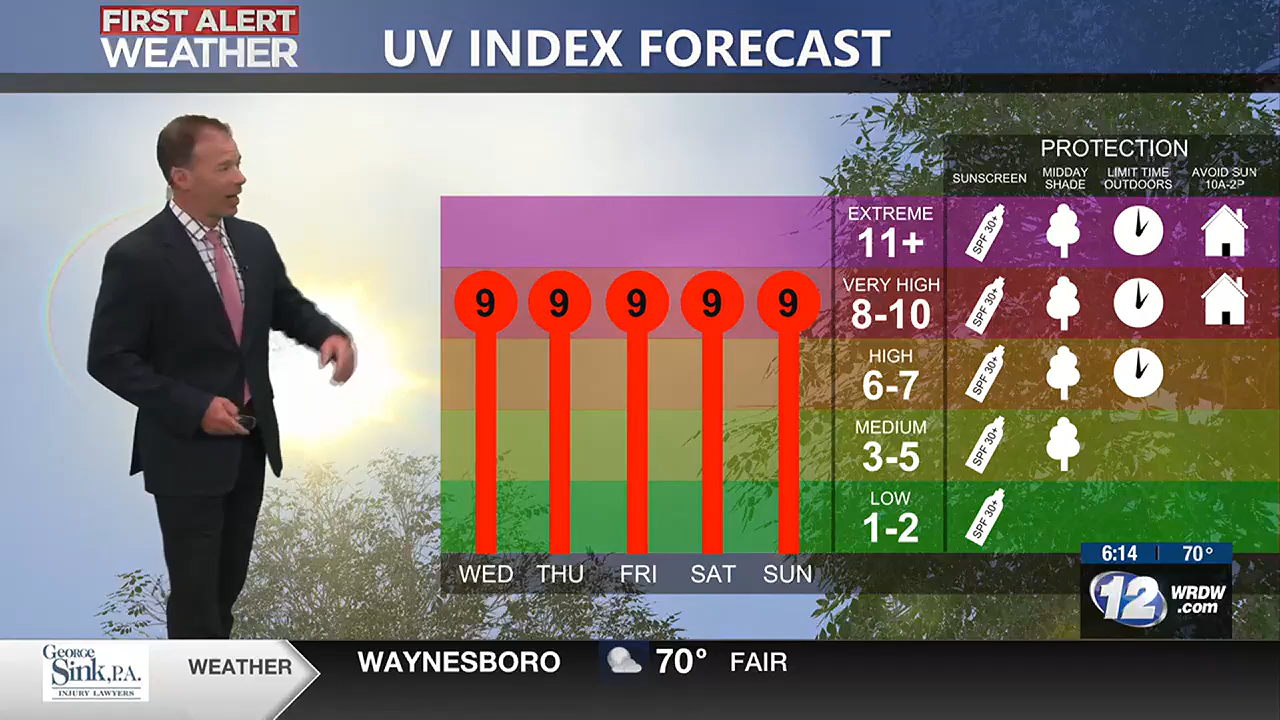 FIRST ALERT
WEATHER
UV INDEX FORECAST
PROTECTION
SUNSCREEN
MIDDAY
SHADE
LIMIT TIME
OUTDOORS
AVOID SUN
10A-2P
EXTREME
11+
SPF 30+
9 9 9 9 9
VERY HIGH
8-10
SPF 30+
HIGH
6-7
SPF 30+
MEDIUM
3-5
SPF 30+
LOW
1-2
SPF 30+
WED THU FRI SAT SUN
6:14 70°
12 WRDW
.com
GEORGE
Sink, P.A.
INJURY LAWYERS
WEATHER
WAYNESBORO 70° FAIR